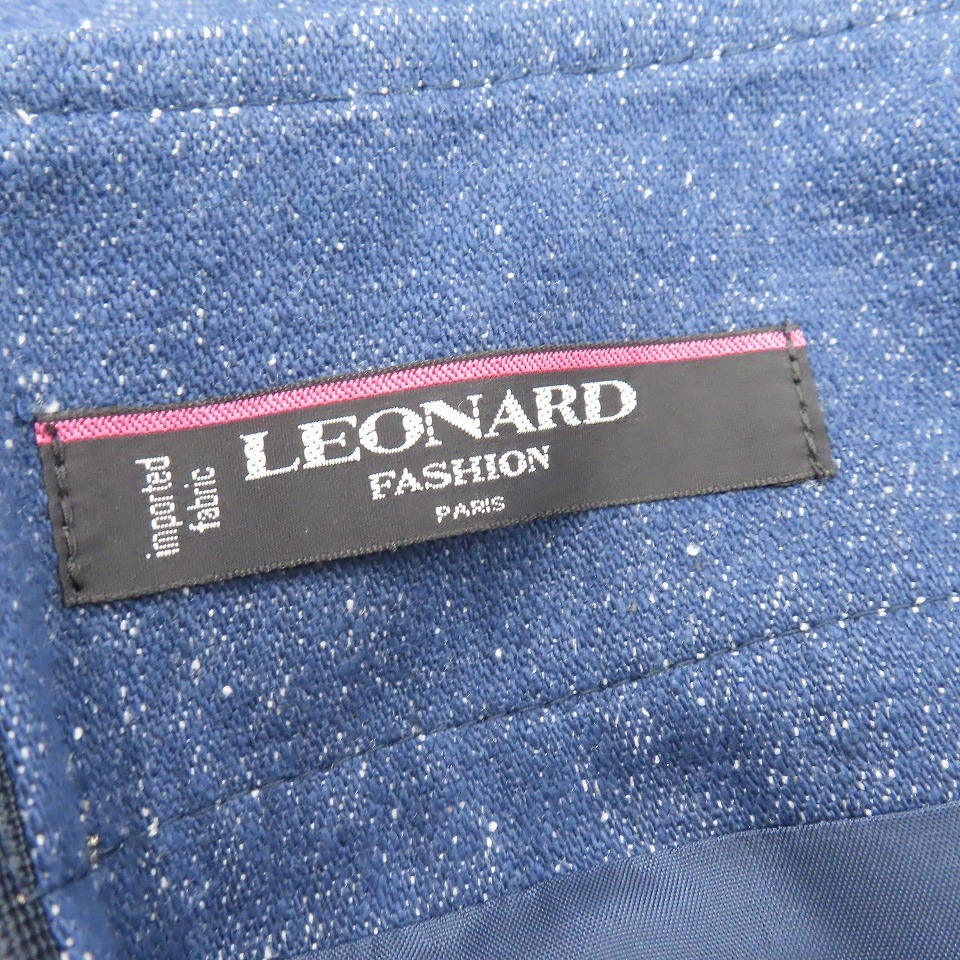 imported
fabric
LEONARD
FASHION
PARIS